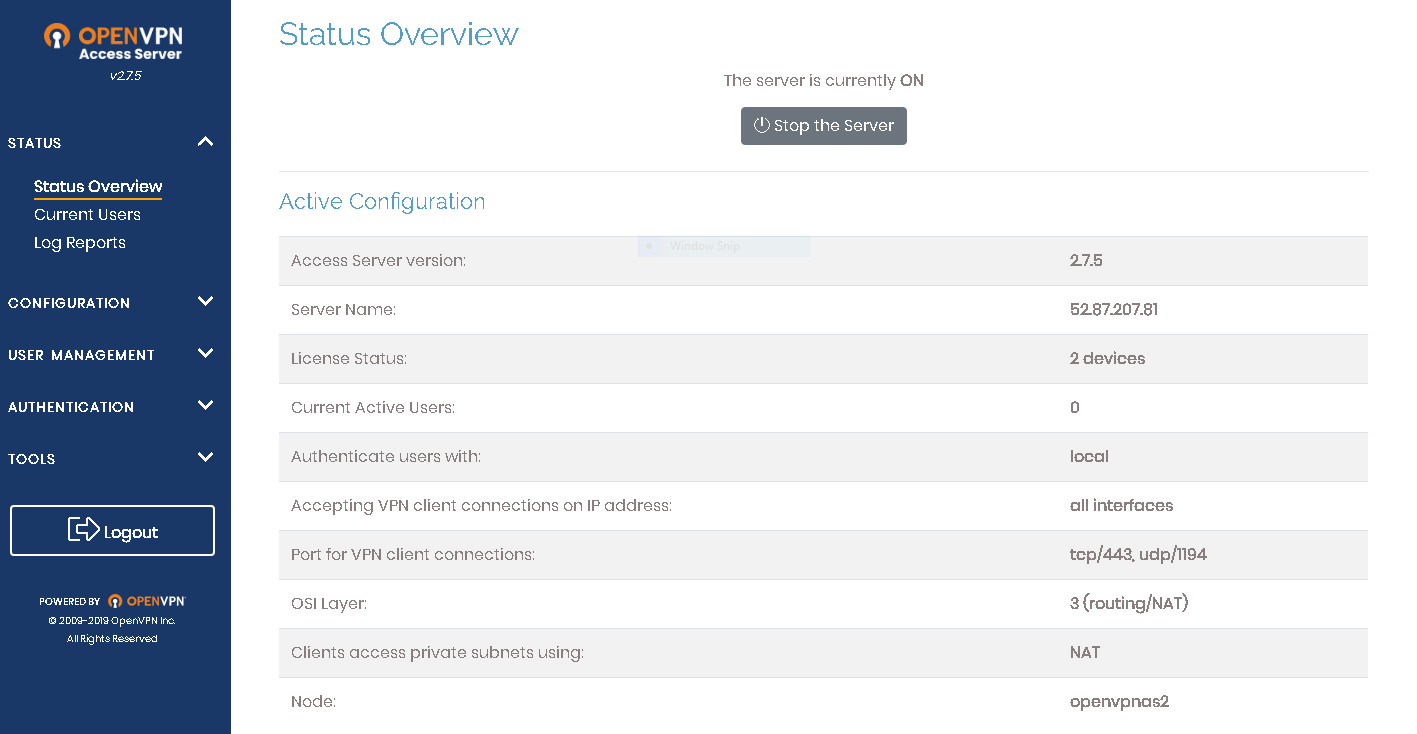 OPENVPN
Access Server
v2.7.5
STATUS
Status Overview
Current Users
Log Reports
CONFIGURATION
USER MANAGEMENT
AUTHENTICATION
TOOLS
Logout
POWERED BY OPENVPN
© 2009-2019 OpenVPN Inc.
All Rights Reserved
Status Overview
The server is currently ON
Stop the Server
Active Configuration
Window Snip
Access Server version: 2.7.5
Server Name: 52.87.207.81
License Status: 2 devices
Current Active Users: 0
Authenticate users with: local
Accepting VPN client connections on IP address: all interfaces
Port for VPN client connections: tcp/443, udp/1194
OSI Layer: 3 (routing/NAT)
Clients access private subnets using: NAT
Node: openvpnas2